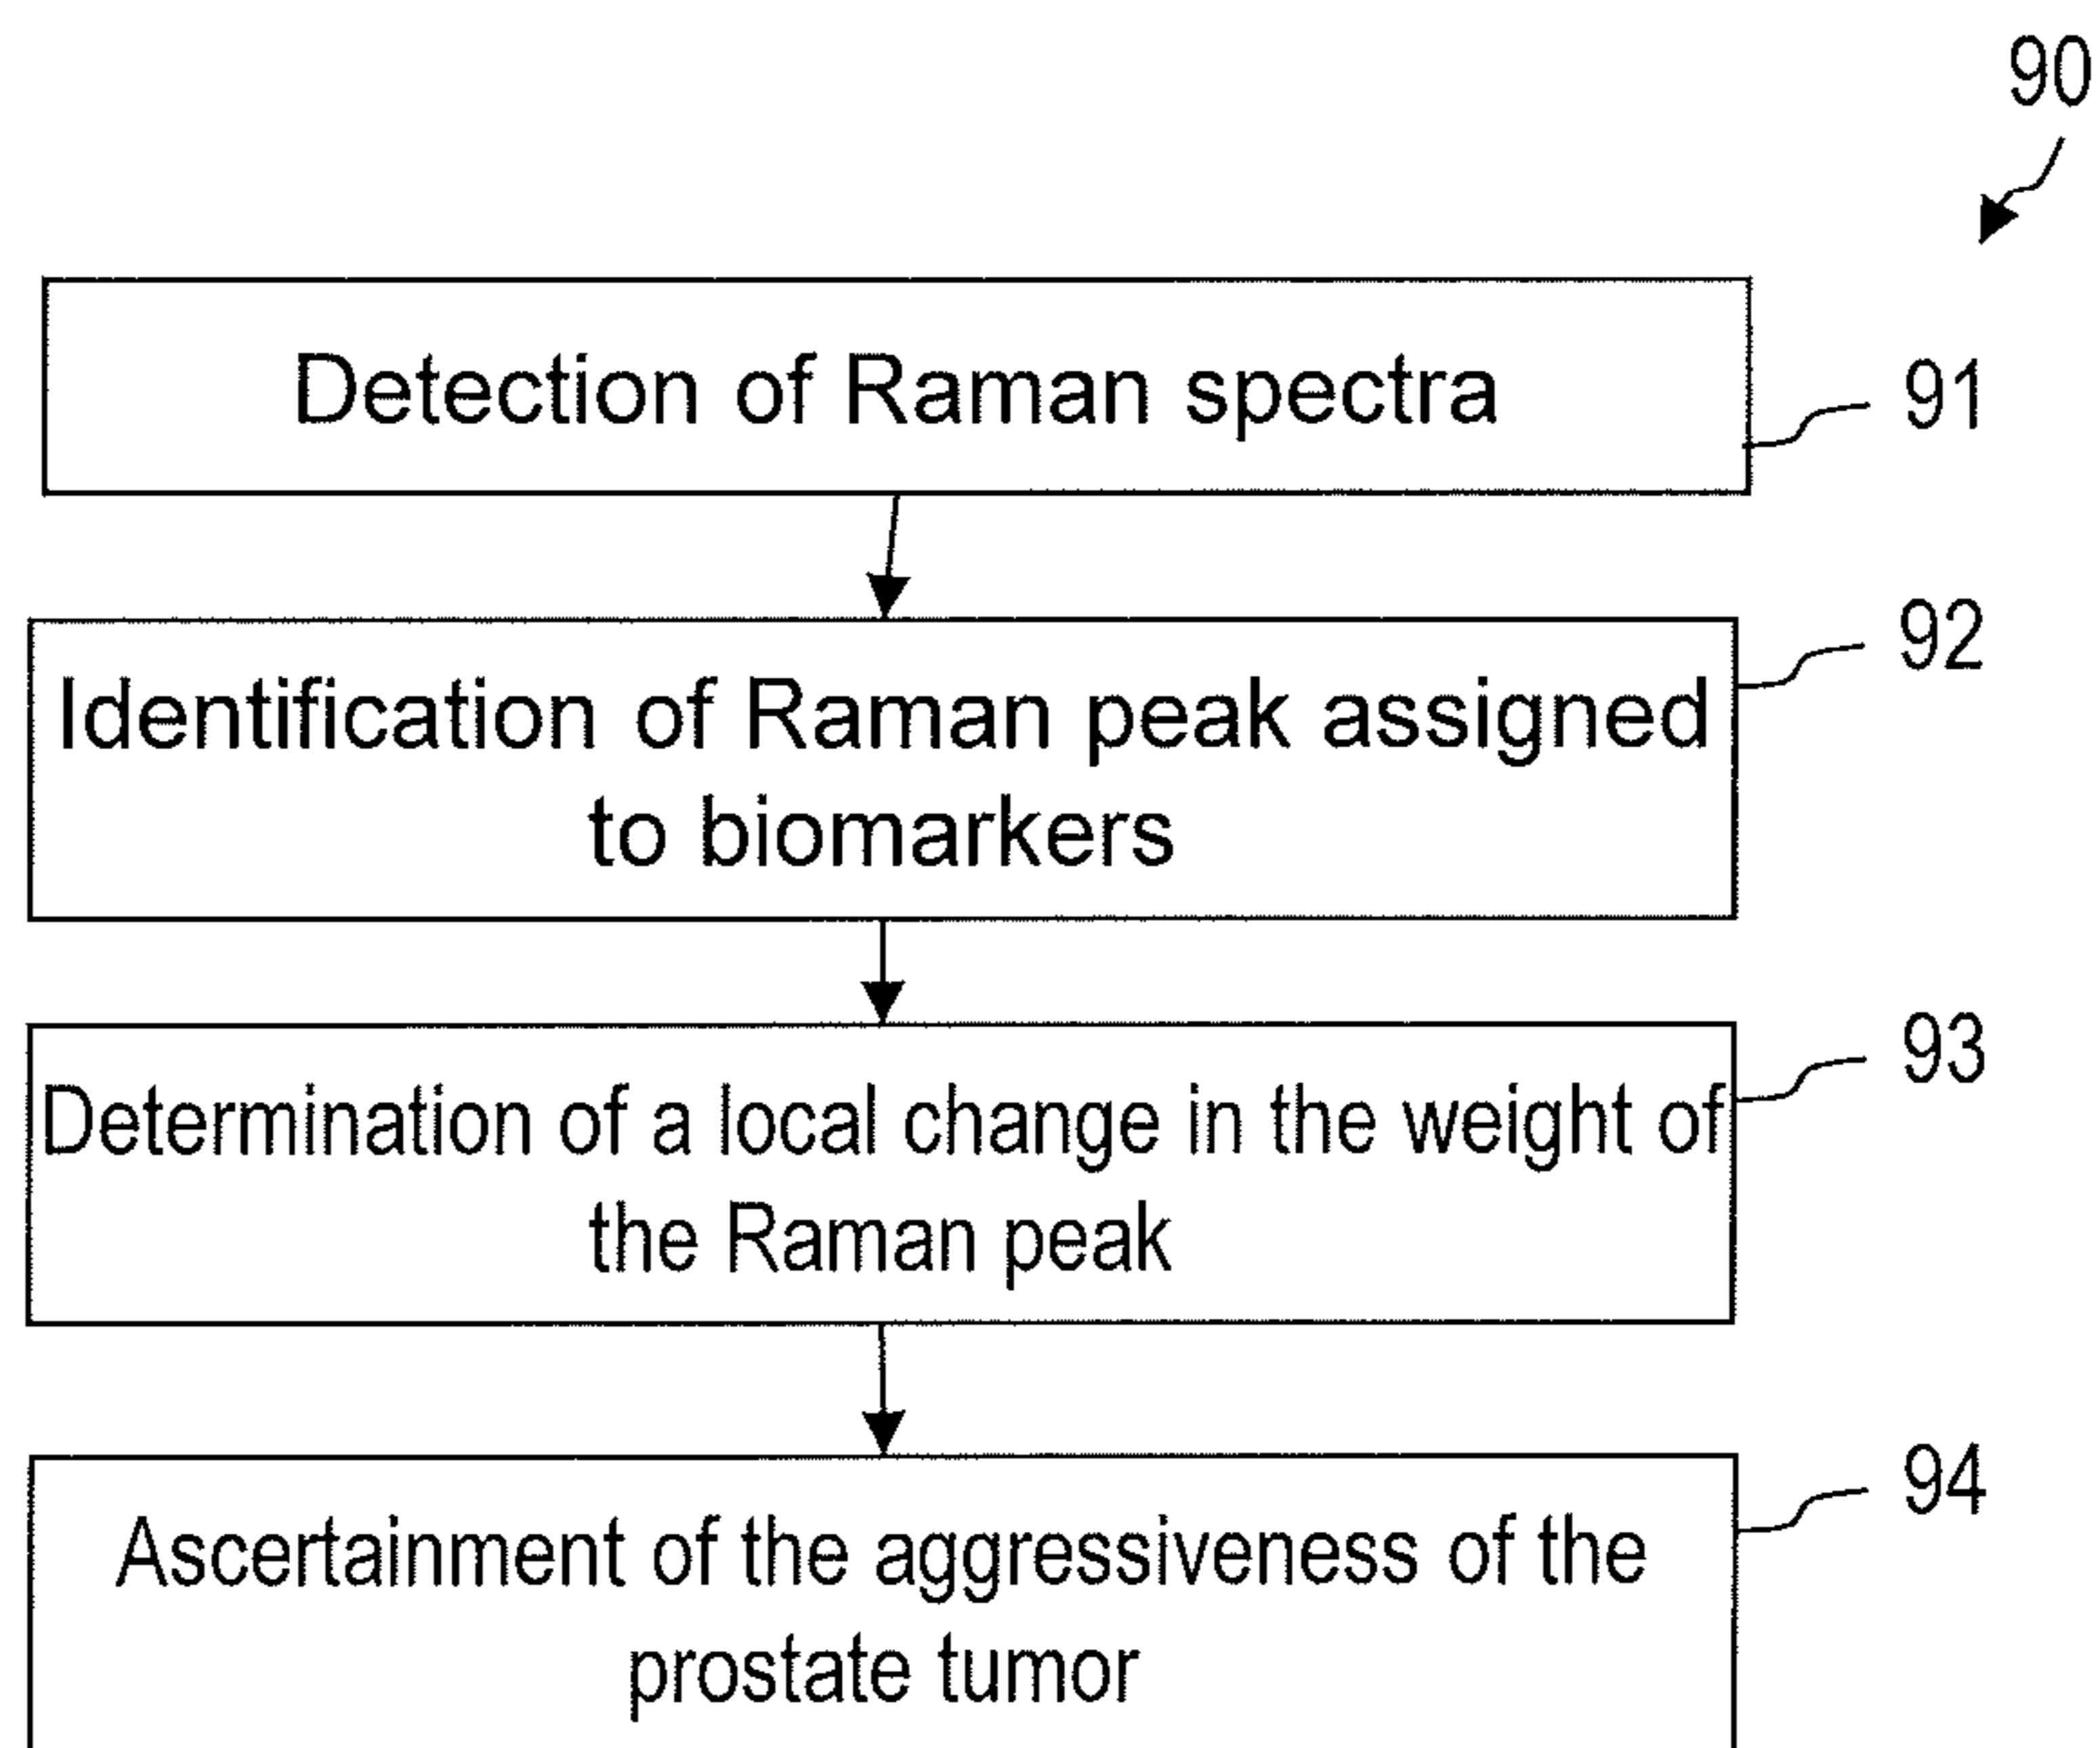 90
Detection of Raman spectra
91
Identification of Raman peak assigned
to biomarkers
92
Determination of a local change in the weight of
the Raman peak
93
Ascertainment of the aggressiveness of the
prostate tumor
94